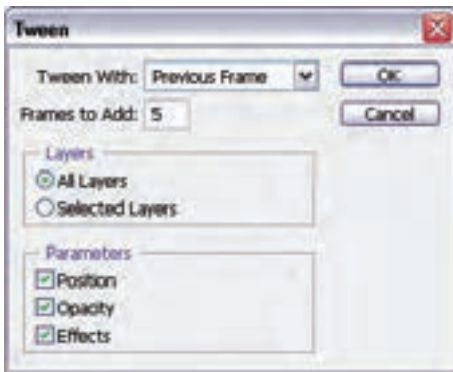 Tween
Tween With: Previous Frame OK
Frames to Add: 5 Cancel
Layers
All Layers
Selected Layers
Parameters
Position
Opacity
Effects